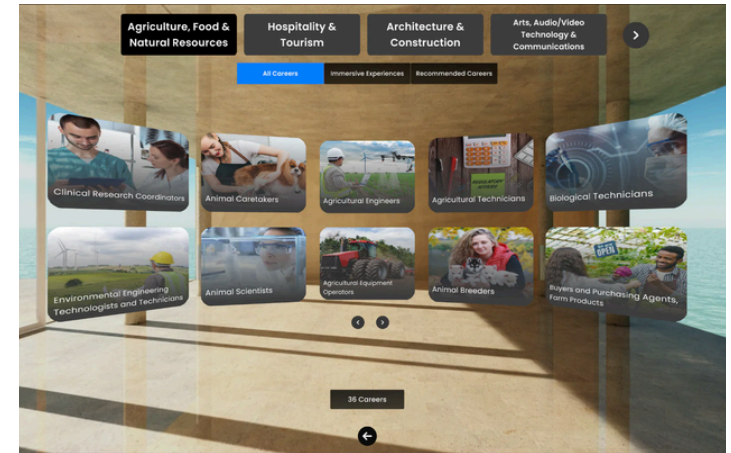 Agriculture, Food &
Natural Resources
Hospitality &
Tourism
Architecture &
Construction
Arts, Audio/Video
Technology &
Communications
All Careers
Immersive Experiences
Recommended Careers
Clinical Research Coordinators
Animal Caretakers
Agricultural Engineers
Agricultural Technicians
Biological Technicians
OPEN
Environmental Engineering
Technologists and Technicians
Animal Scientists
Agricultural Equipment
Operators
Animal Breeders
Buyers and Purchasing Agents,
Farm Products
36 Careers